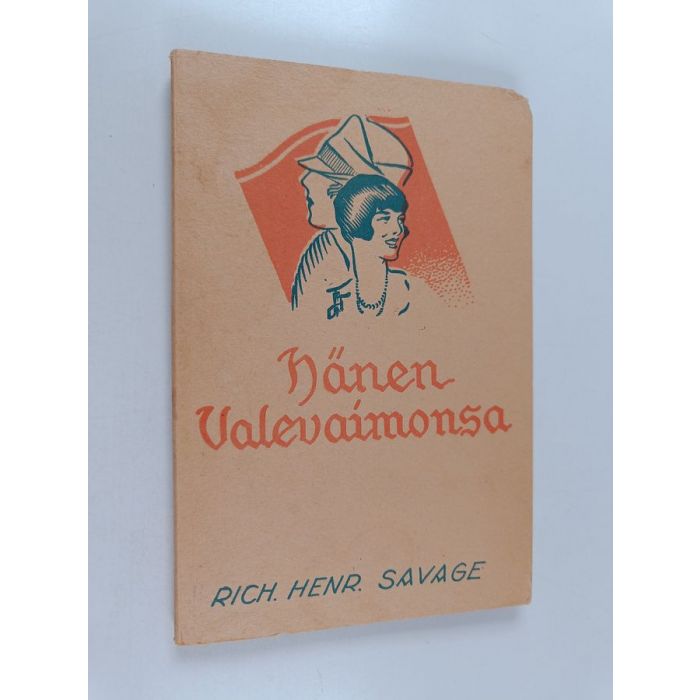 Hänen
Valevaimonsa
RICH. HENR. SAVAGE